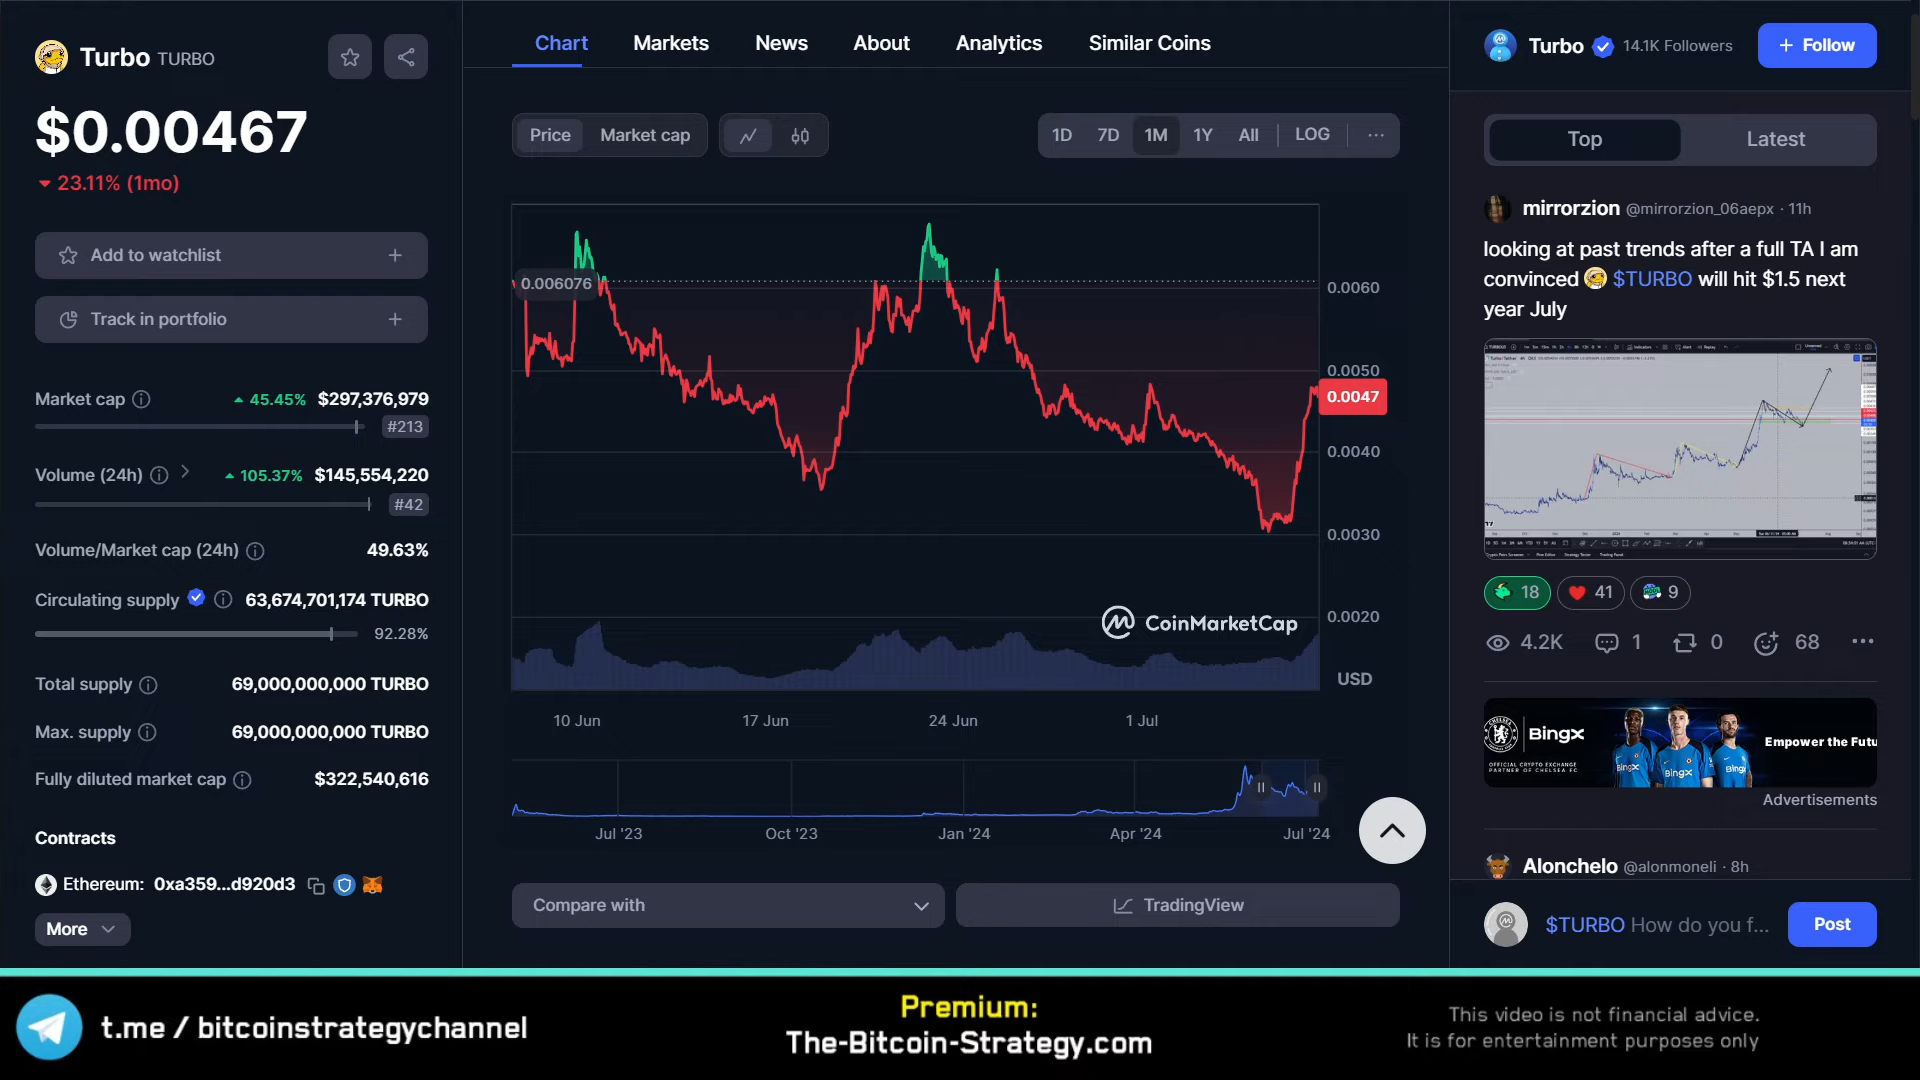 Turbo TURBO
$0.00467
23.11% (1mo)
Add to watchlist
Track in portfolio
Market cap 45.45% $297,376,979
#213
Volume (24h) 105.37% $145,554,220
#42
Volume/Market cap (24h) 49.63%
Circulating supply 63,674,701,174 TURBO
92.28%
Total supply 69,000,000,000 TURBO
Max. supply 69,000,000,000 TURBO
Fully diluted market cap $322,540,616
Contracts
Ethereum: 0xa359...d920d3
More
Chart Markets News About Analytics Similar Coins
Price Market cap
1D 7D 1M 1Y All LOG
0.006076
0.0060
0.0050
0.0047
0.0040
0.0030
0.0020
CoinMarketCap
USD
10 Jun 17 Jun 24 Jun 1 Jul
Jul '23 Oct '23 Jan '24 Apr '24 Jul '24
Compare with
TradingView
Turbo 14.1K Followers
+ Follow
Top Latest
mirrorzion @mirrorzion_06aepx · 11h
looking at past trends after a full TA I am
convinced $TURBO will hit $1.5 next
year July
18 41 9
4.2K 1 0 68
BingX
OFFICIAL CRYPTO EXCHANGE
PARTNER OF CHELSEA FC
Empower the Futu
Advertisements
Alonchelo @alonmoneli · 8h
$TURBO How do you f...
Post
t.me / bitcoinstrategychannel
Premium:
The-Bitcoin-Strategy.com
This video is not financial advice.
It is for entertainment purposes only